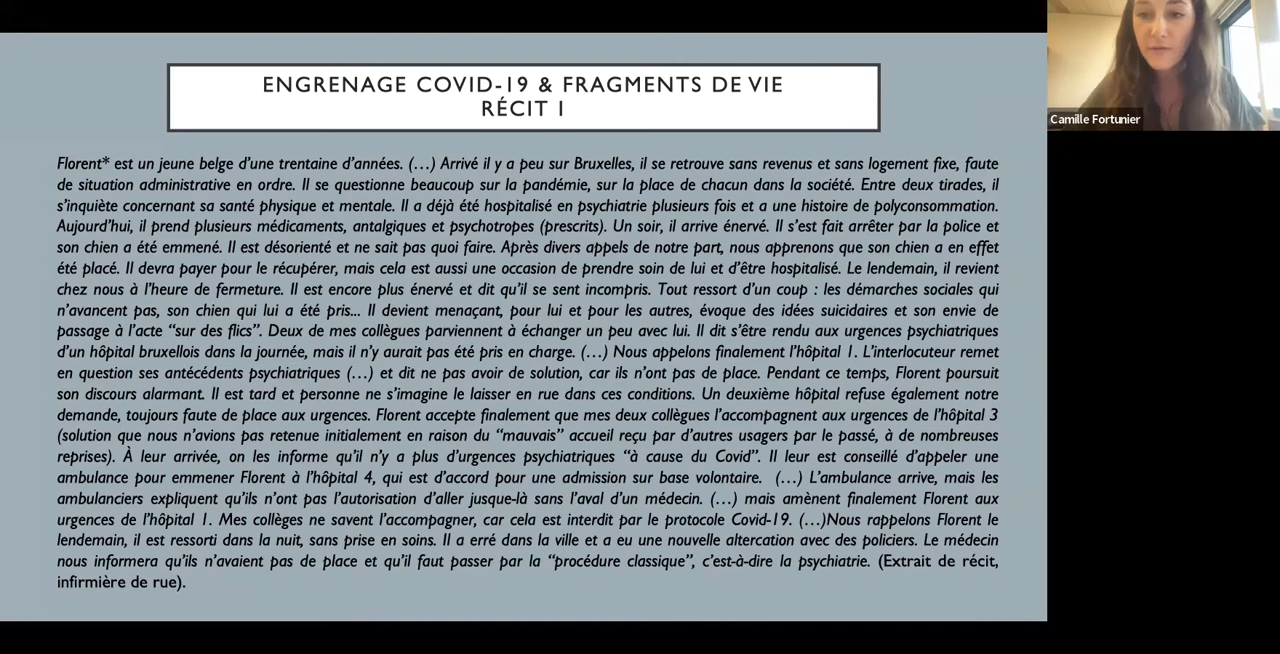 ENGRENAGE COVID-19 & FRAGMENTS DE VIE
RÉCIT I
Florent* est un jeune belge d'une trentaine d'années. (…) Arrivé il y a peu sur Bruxelles, il se retrouve sans revenus et sans logement fixe, faute
de situation administrative en ordre. Il se questionne beaucoup sur la pandémie, sur la place de chacun dans la société. Entre deux tirades, il
s'inquiète concernant sa santé physique et mentale. Il a déjà été hospitalisé en psychiatrie plusieurs fois et a une histoire de polyconsommation.
Aujourd'hui, il prend plusieurs médicaments, antalgiques et psychotropes (prescrits). Un soir, il arrive énervé. Il s'est fait arrêter par la police et
son chien a été emmené. Il est désorienté et ne sait pas quoi faire. Après divers appels de notre part, nous apprenons que son chien a en effet
été placé. Il devra payer pour le récupérer, mais cela est aussi une occasion de prendre soin de lui et d'être hospitalisé. Le lendemain, il revient
chez nous à l'heure de fermeture. Il est encore plus énervé et dit qu'il se sent incompris. Tout ressort d'un coup : les démarches sociales qui
n'avancent pas, son chien qui lui a été pris... Il devient menaçant, pour lui et pour les autres, évoque des idées suicidaires et son envie de
passage à l'acte “sur des flics”. Deux de mes collègues parviennent à échanger un peu avec lui. Il dit s'être rendu aux urgences psychiatriques
d'un hôpital bruxellois dans la journée, mais il n'y aurait pas été pris en charge. (…) Nous appelons finalement l'hôpital 1. L'interlocuteur remet
en question ses antécédents psychiatriques (…) et dit ne pas avoir de solution, car ils n'ont pas de place. Pendant ce temps, Florent poursuit
son discours alarmant. Il est tard et personne ne s'imagine le laisser en rue dans ces conditions. Un deuxième hôpital refuse également notre
demande, toujours faute de place aux urgences. Florent accepte finalement que mes deux collègues l'accompagnent aux urgences de l'hôpital 3
(solution que nous n'avions pas retenue initialement en raison du “mauvais” accueil reçu par d'autres usagers par le passé, à de nombreuses
reprises). À leur arrivée, on les informe qu'il n'y a plus d'urgences psychiatriques “à cause du Covid”. Il leur est conseillé d'appeler une
ambulance pour emmener Florent à l'hôpital 4, qui est d'accord pour une admission sur base volontaire. (…) L'ambulance arrive, mais les
ambulanciers expliquent qu'ils n'ont pas l'autorisation d'aller jusque-là sans l'aval d'un médecin. (…) mais amènent finalement Florent aux
urgences de l'hôpital 1. Mes collèges ne savent l'accompagner, car cela est interdit par le protocole Covid-19. (…)Nous rappelons Florent le
lendemain, il est ressorti dans la nuit, sans prise en soins. Il a erré dans la ville et a eu une nouvelle altercation avec des policiers. Le médecin
nous informera qu'ils n'avaient pas de place et qu'il faut passer par la “procédure classique”, c'est-à-dire la psychiatrie. (Extrait de récit,
infirmière de rue).
Camille Fortunier